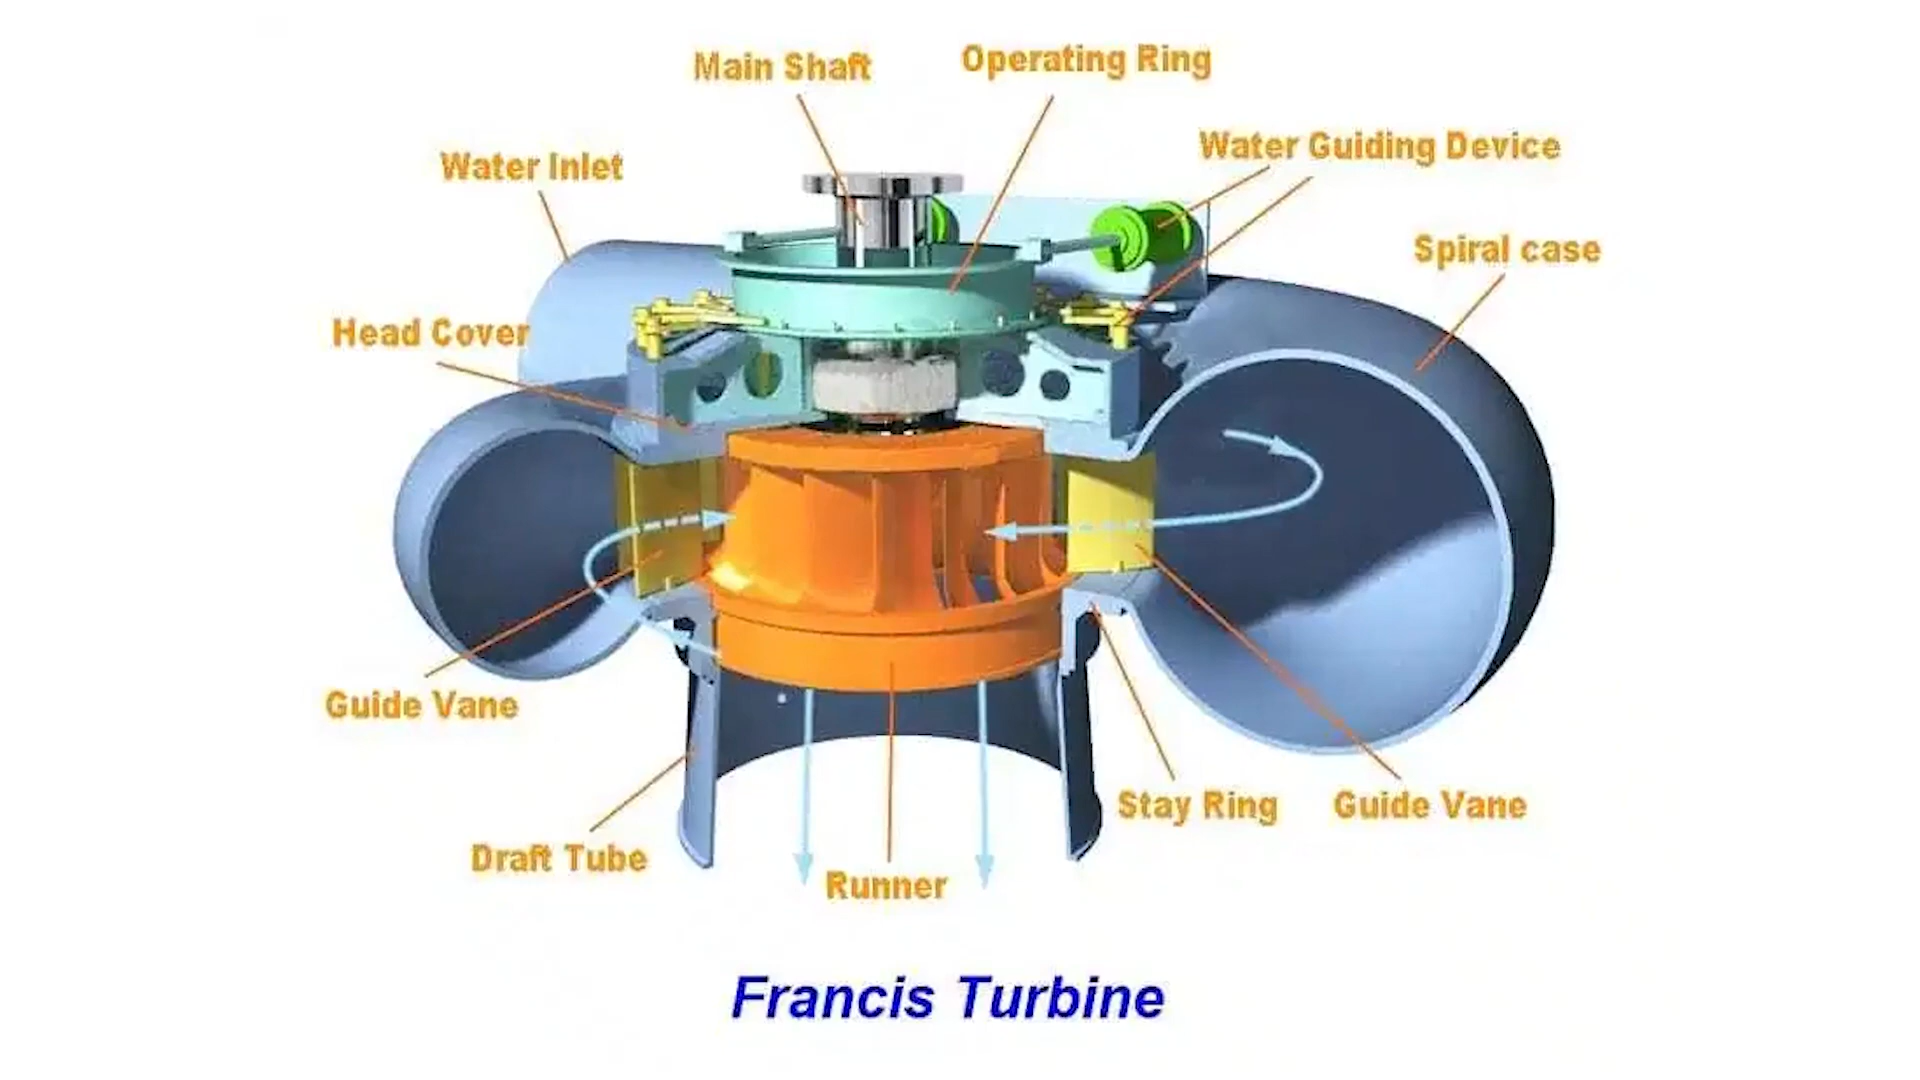 Main Shaft
Operating Ring
Water Inlet
Water Guiding Device
Spiral case
Head Cover
Guide Vane
Stay Ring
Guide Vane
Draft Tube
Runner
Francis Turbine